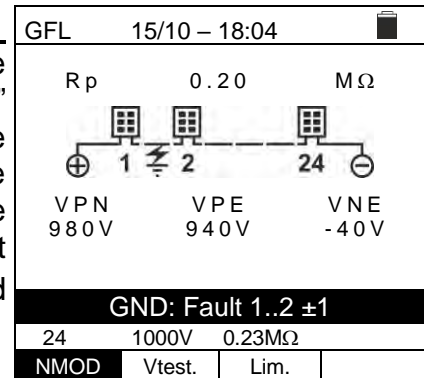 GFL 15/10 – 18:04
Rp 0.20 MΩ
1 2 24
VPN VPE VNE
980V 940V -40V
GND: Fault 1..2 ±1
24 1000V 0.23MΩ
NMOD Vtest. Lim.